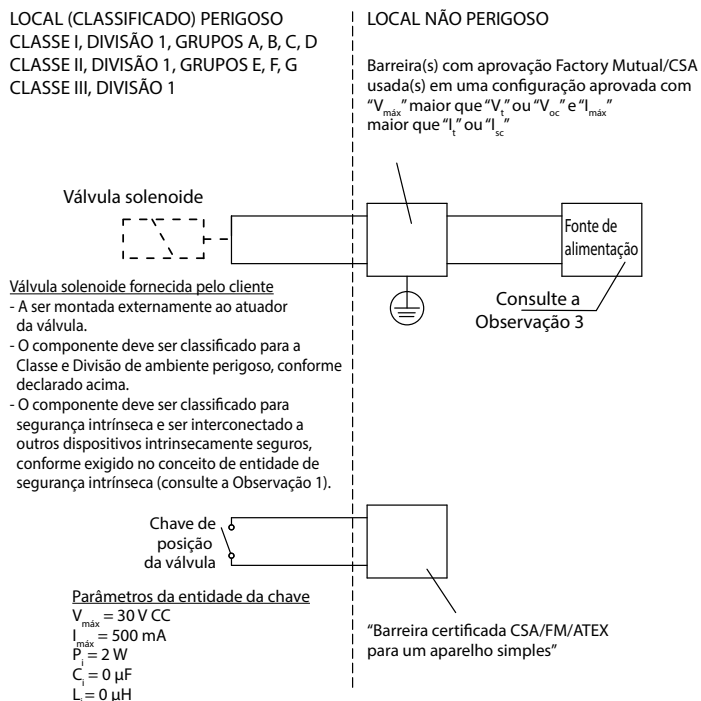 LOCAL (CLASSIFICADO) PERIGOSO
CLASSE I, DIVISÃO 1, GRUPOS A, B, C, D
CLASSE II, DIVISÃO 1, GRUPOS E, F, G
CLASSE III, DIVISÃO 1
LOCAL NÃO PERIGOSO
Barreira(s) com aprovação Factory Mutual/CSA
usada(s) em uma configuração aprovada com
“Vmáx” maior que “Vt” ou “Voc” e “Imáx”
maior que “It” ou “Isc”
Válvula solenoide
Fonte de
alimentação
Consulte a
Observação 3
Válvula solenoide fornecida pelo cliente
- A ser montada externamente ao atuador
da válvula.
- O componente deve ser classificado para a
Classe e Divisão de ambiente perigoso, conforme
declarado acima.
- O componente deve ser classificado para
segurança intrínseca e ser interconectado a
outros dispositivos intrinsecamente seguros,
conforme exigido no conceito de entidade de
segurança intrínseca (consulte a Observação 1).
Chave de
posição
da válvula
Parâmetros da entidade da chave
Vmáx = 30 V CC
Imáx = 500 mA
Pi = 2 W
Ci = 0 µF
Li = 0 µH
“Barreira certificada CSA/FM/ATEX
para um aparelho simples”